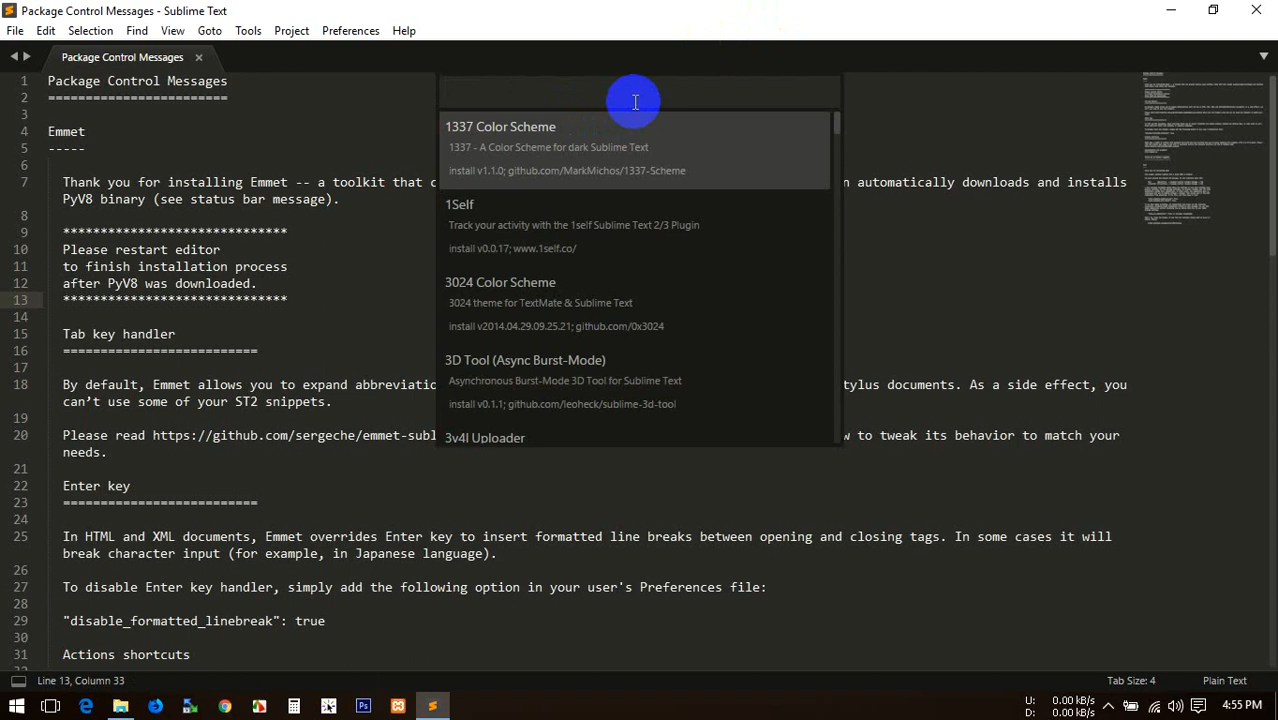 Package Control Messages - Sublime Text
File Edit Selection Find View Goto Tools Project Preferences Help
Package Control Messages
1 Package Control Messages
2 ========================
3
4 Emmet
5 -----
6
7 Thank you for installing Emmet -- a toolkit that c
n automatically downloads and installs
PyV8 binary (see status bar message).
8
9 ******************************
10 Please restart editor
11 to finish installation process
12 after PyV8 was downloaded.
13 ******************************
14
15 Tab key handler
16 ==========================
17
18 By default, Emmet allows you to expand abbreviatio
tylus documents. As a side effect, you
can’t use some of your ST2 snippets.
19
20 Please read https://github.com/sergeche/emmet-subl
w to tweak its behavior to match your
needs.
21
22 Enter key
23 ==========================
24
25 In HTML and XML documents, Emmet overrides Enter key to insert formatted line breaks between opening and closing tags. In some cases it will
break character input (for example, in Japanese language).
26
27 To disable Enter key handler, simply add the following option in your user's Preferences file:
28
29 "disable_formatted_linebreak": true
30
31 Actions shortcuts
1337 Color Scheme
1337 - A Color Scheme for dark Sublime Text
install v1.1.0; github.com/MarkMichos/1337-Scheme
1Self
Track your activity with the 1self Sublime Text 2/3 Plugin
install v0.0.17; www.1self.co/
3024 Color Scheme
3024 theme for TextMate & Sublime Text
install v2014.04.29.09.25.21; github.com/0x3024
3D Tool (Async Burst-Mode)
Asynchronous Burst-Mode 3D Tool for Sublime Text
install v0.1.1; github.com/leoheck/sublime-3d-tool
3v4l Uploader
Line 13, Column 33
Tab Size: 4
Plain Text
U: 0.00 kB/s
D: 0.00 kB/s
4:55 PM